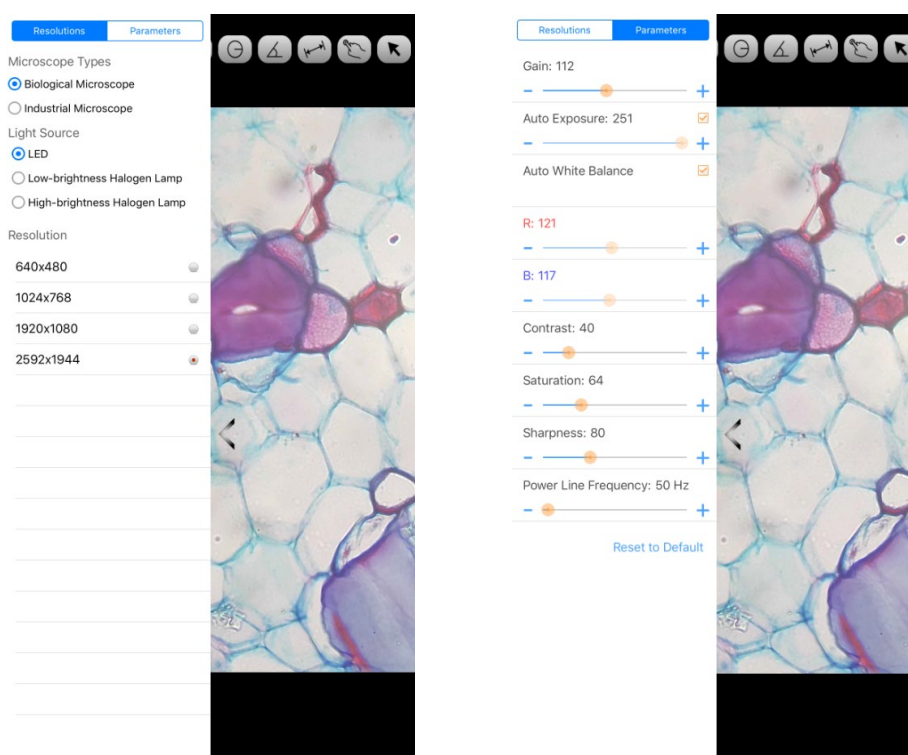 Resolutions Parameters
Microscope Types
Biological Microscope
Industrial Microscope
Light Source
LED
Low-brightness Halogen Lamp
High-brightness Halogen Lamp
Resolution
640x480
1024x768
1920x1080
2592x1944
Resolutions Parameters
Gain: 112
Auto Exposure: 251
Auto White Balance
R: 121
B: 117
Contrast: 40
Saturation: 64
Sharpness: 80
Power Line Frequency: 50 Hz
Reset to Default